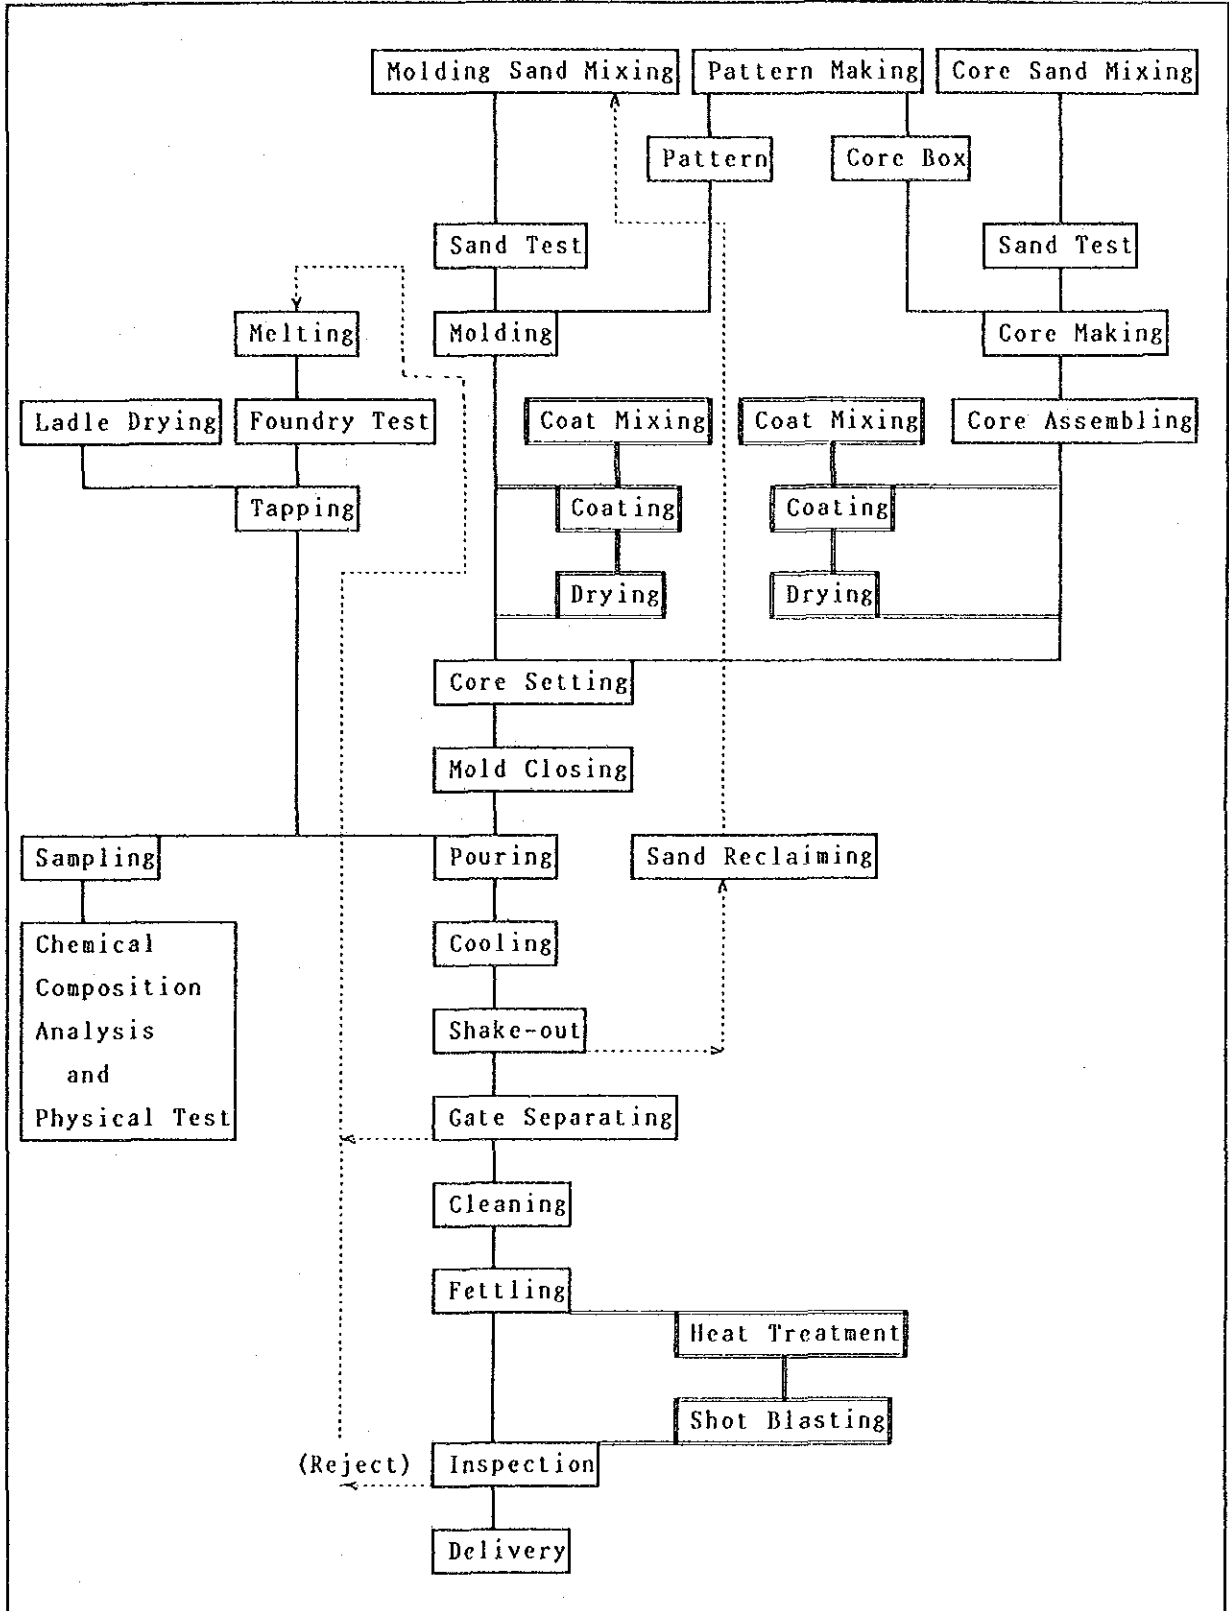 Molding Sand Mixing
Pattern Making
Core Sand Mixing
Pattern
Core Box
Sand Test
Sand Test
Melting
Molding
Core Making
Ladle Drying
Foundry Test
Coat Mixing
Coat Mixing
Core Assembling
Tapping
Coating
Coating
Drying
Drying
Core Setting
Mold Closing
Sampling
Pouring
Sand Reclaiming
Chemical
Composition
Analysis
and
Physical Test
Cooling
Shake-out
Gate Separating
Cleaning
Fettling
Heat Treatment
Shot Blasting
(Reject)
Inspection
Delivery